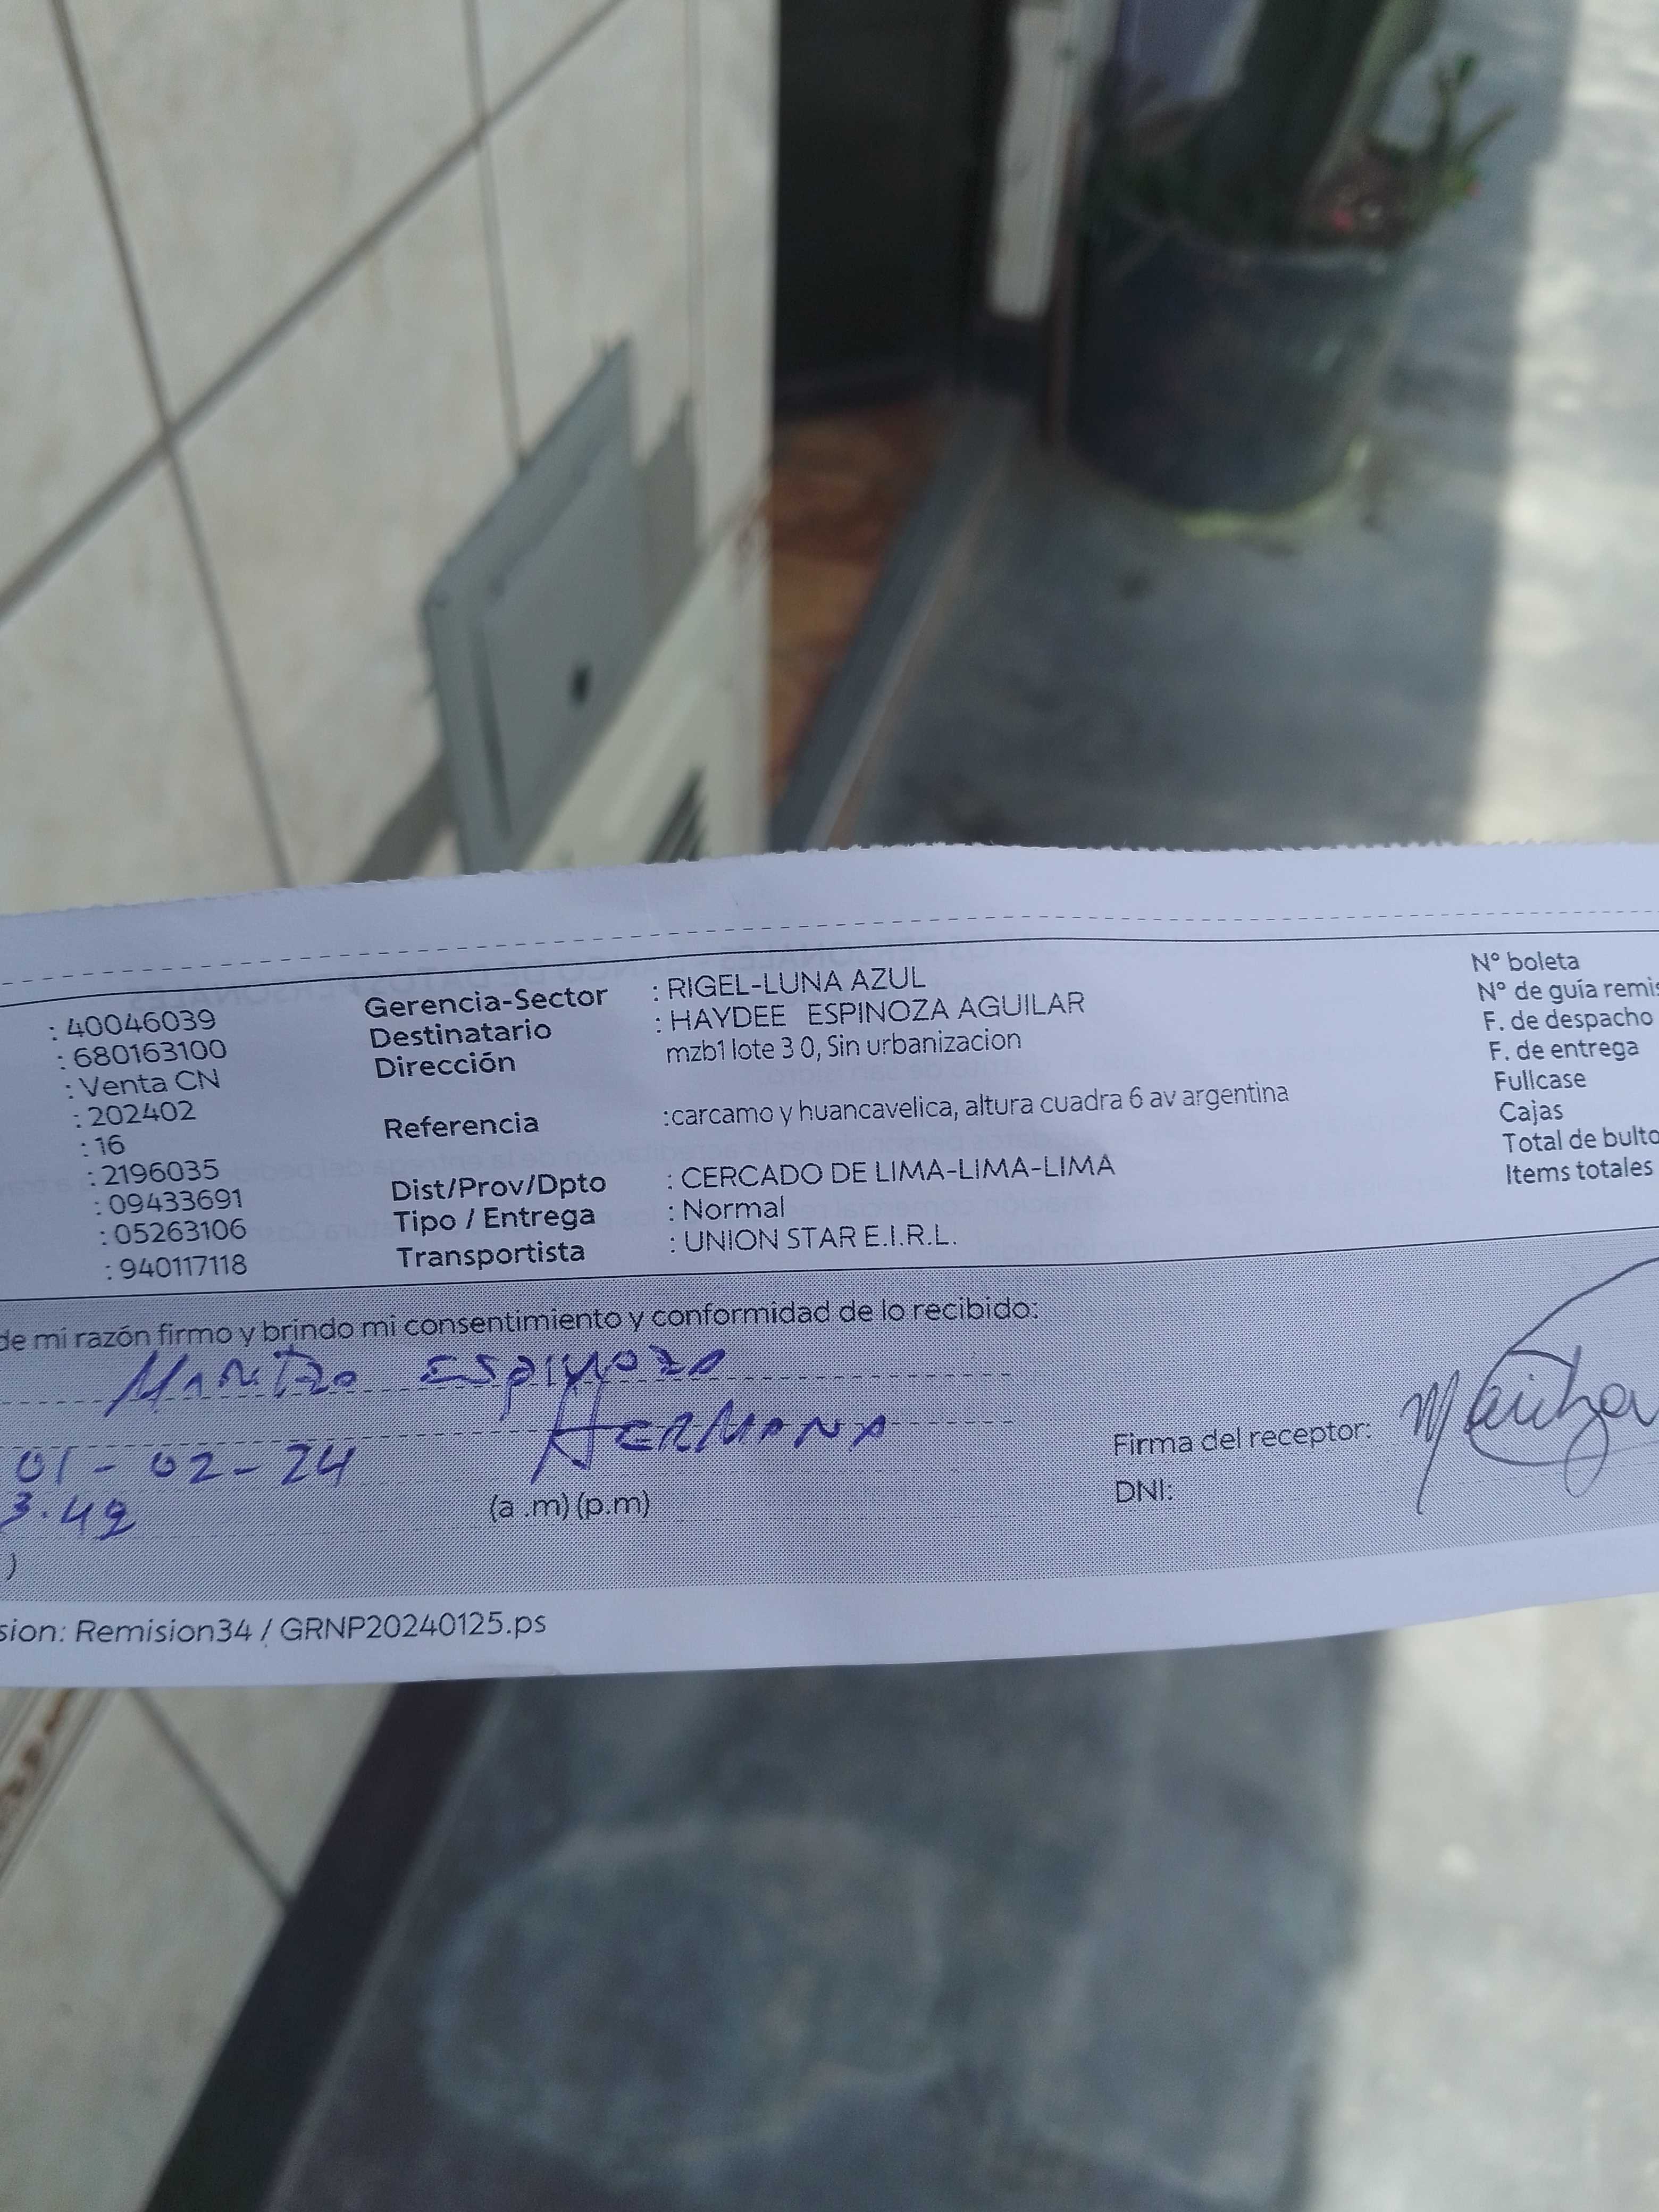 : 40046039 Gerencia-Sector : RIGEL-LUNA AZUL N° boleta
: 680163100 Destinatario : HAYDEE ESPINOZA AGUILAR N° de guía remis
: Venta CN Dirección mzb1 lote 3 0, Sin urbanizacion F. de despacho
: 202402 F. de entrega
: 16 Referencia :carcamo y huancavelica, altura cuadra 6 av argentina Fullcase
: 2196035 Dist/Prov/Dpto : CERCADO DE LIMA-LIMA-LIMA Cajas
: 09433691 Tipo / Entrega : Normal Total de bulto
: 05263106 Transportista : UNION STAR E.I.R.L. Items totales
: 940117118
de mi razón firmo y brindo mi consentimiento y conformidad de lo recibido:
Espinoza
HERMANA
01-02-24 Firma del receptor:
3.42 (a .m) (p.m) DNI:
)
sion: Remision34 / GRNP20240125.ps